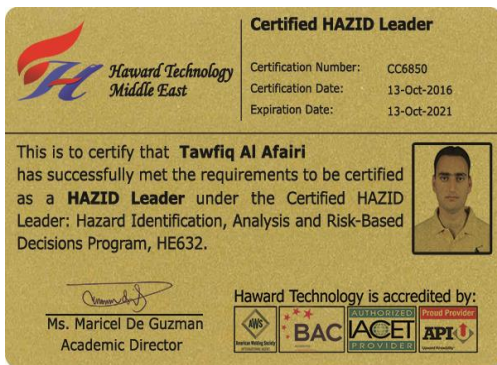 Haward Technology
Middle East
Certified HAZID Leader
Certification Number: CC6850
Certification Date: 13-Oct-2016
Expiration Date: 13-Oct-2021
This is to certify that Tawfiq Al Afairi
has successfully met the requirements to be certified
as a HAZID Leader under the Certified HAZID
Leader: Hazard Identification, Analysis and Risk-Based
Decisions Program, HE632.
Ms. Maricel De Guzman
Academic Director
Haward Technology is accredited by:
AWS
American Welding Society
BAC
AUTHORIZED
IACET
PROVIDER
Proud Provider
API